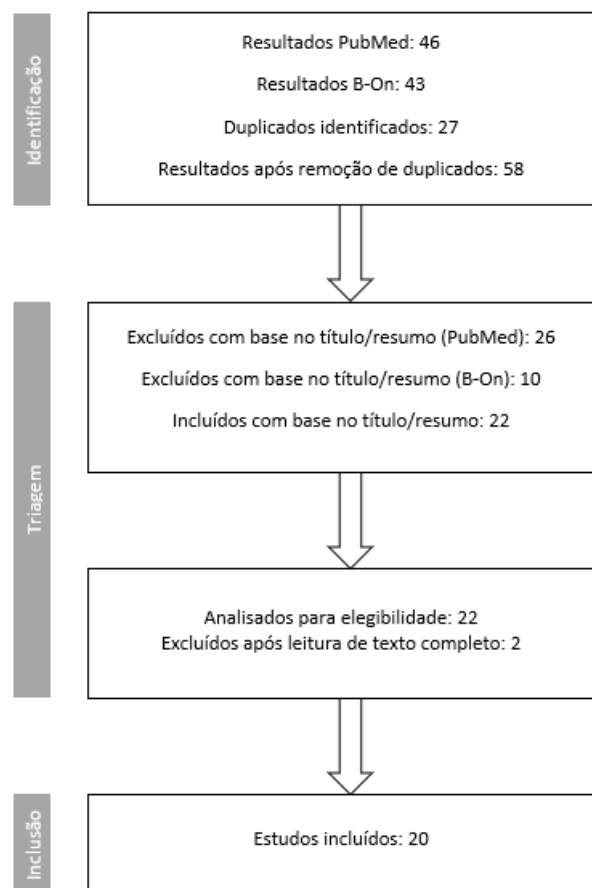 Identificação
Resultados PubMed: 46
Resultados B-On: 43
Duplicados identificados: 27
Resultados após remoção de duplicados: 58
Triagem
Excluídos com base no título/resumo (PubMed): 26
Excluídos com base no título/resumo (B-On): 10
Incluídos com base no título/resumo: 22
Analisados para elegibilidade: 22
Excluídos após leitura de texto completo: 2
Inclusão
Estudos incluídos: 20